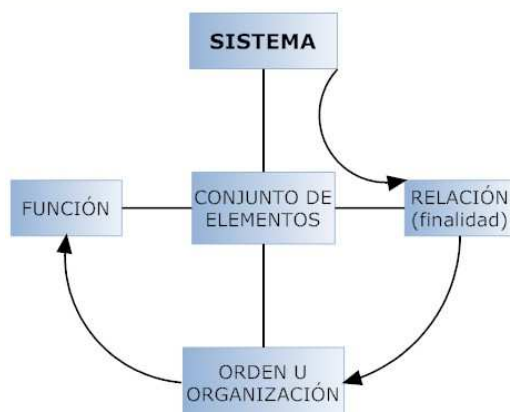 SISTEMA
FUNCIÓN
CONJUNTO DE
ELEMENTOS
RELACIÓN
(finalidad)
ORDEN U
ORGANIZACIÓN